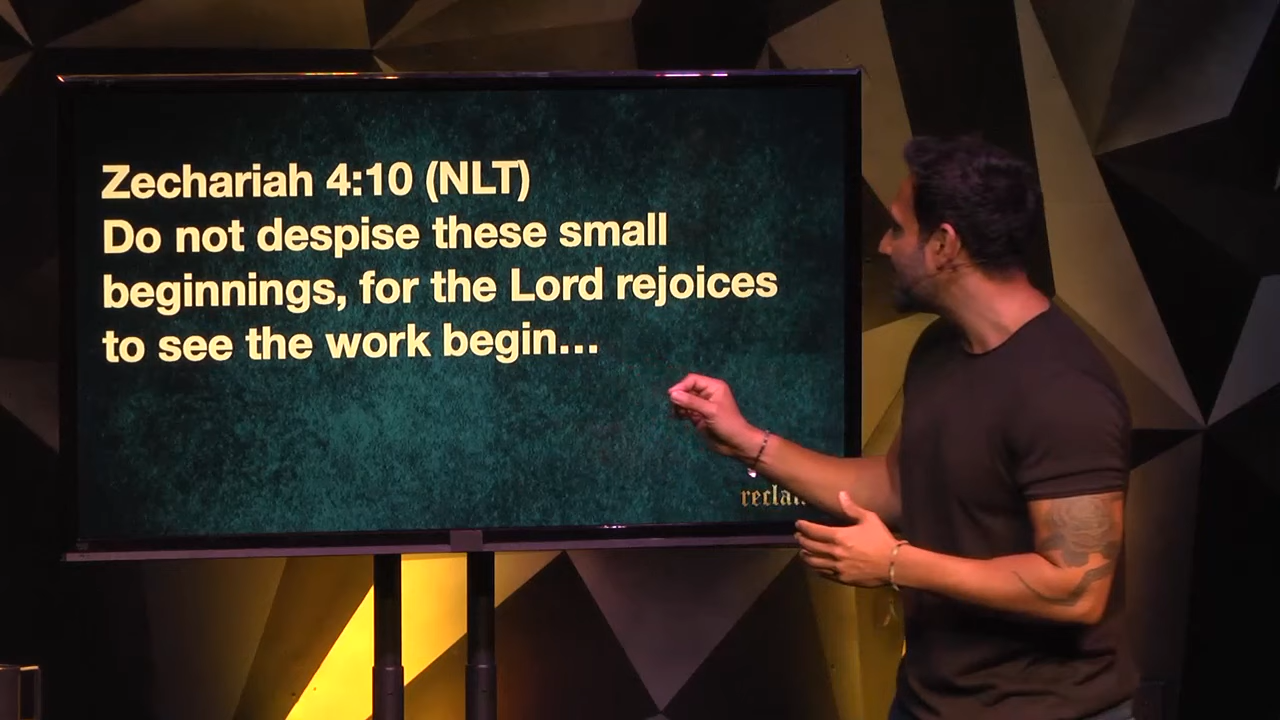 Zechariah 4:10 (NLT)
Do not despise these small
beginnings, for the Lord rejoices
to see the work begin...